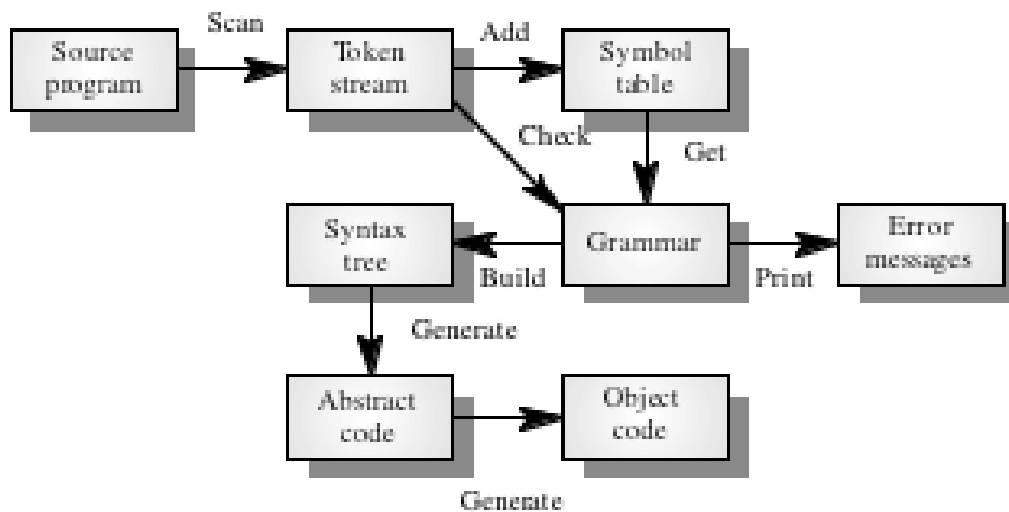 Scan
Source
program
Token
stream
Add
Symbol
table
Check
Get
Syntax
tree
Build
Grammar
Print
Error
messages
Generate
Abstract
code
Object
code
Generate